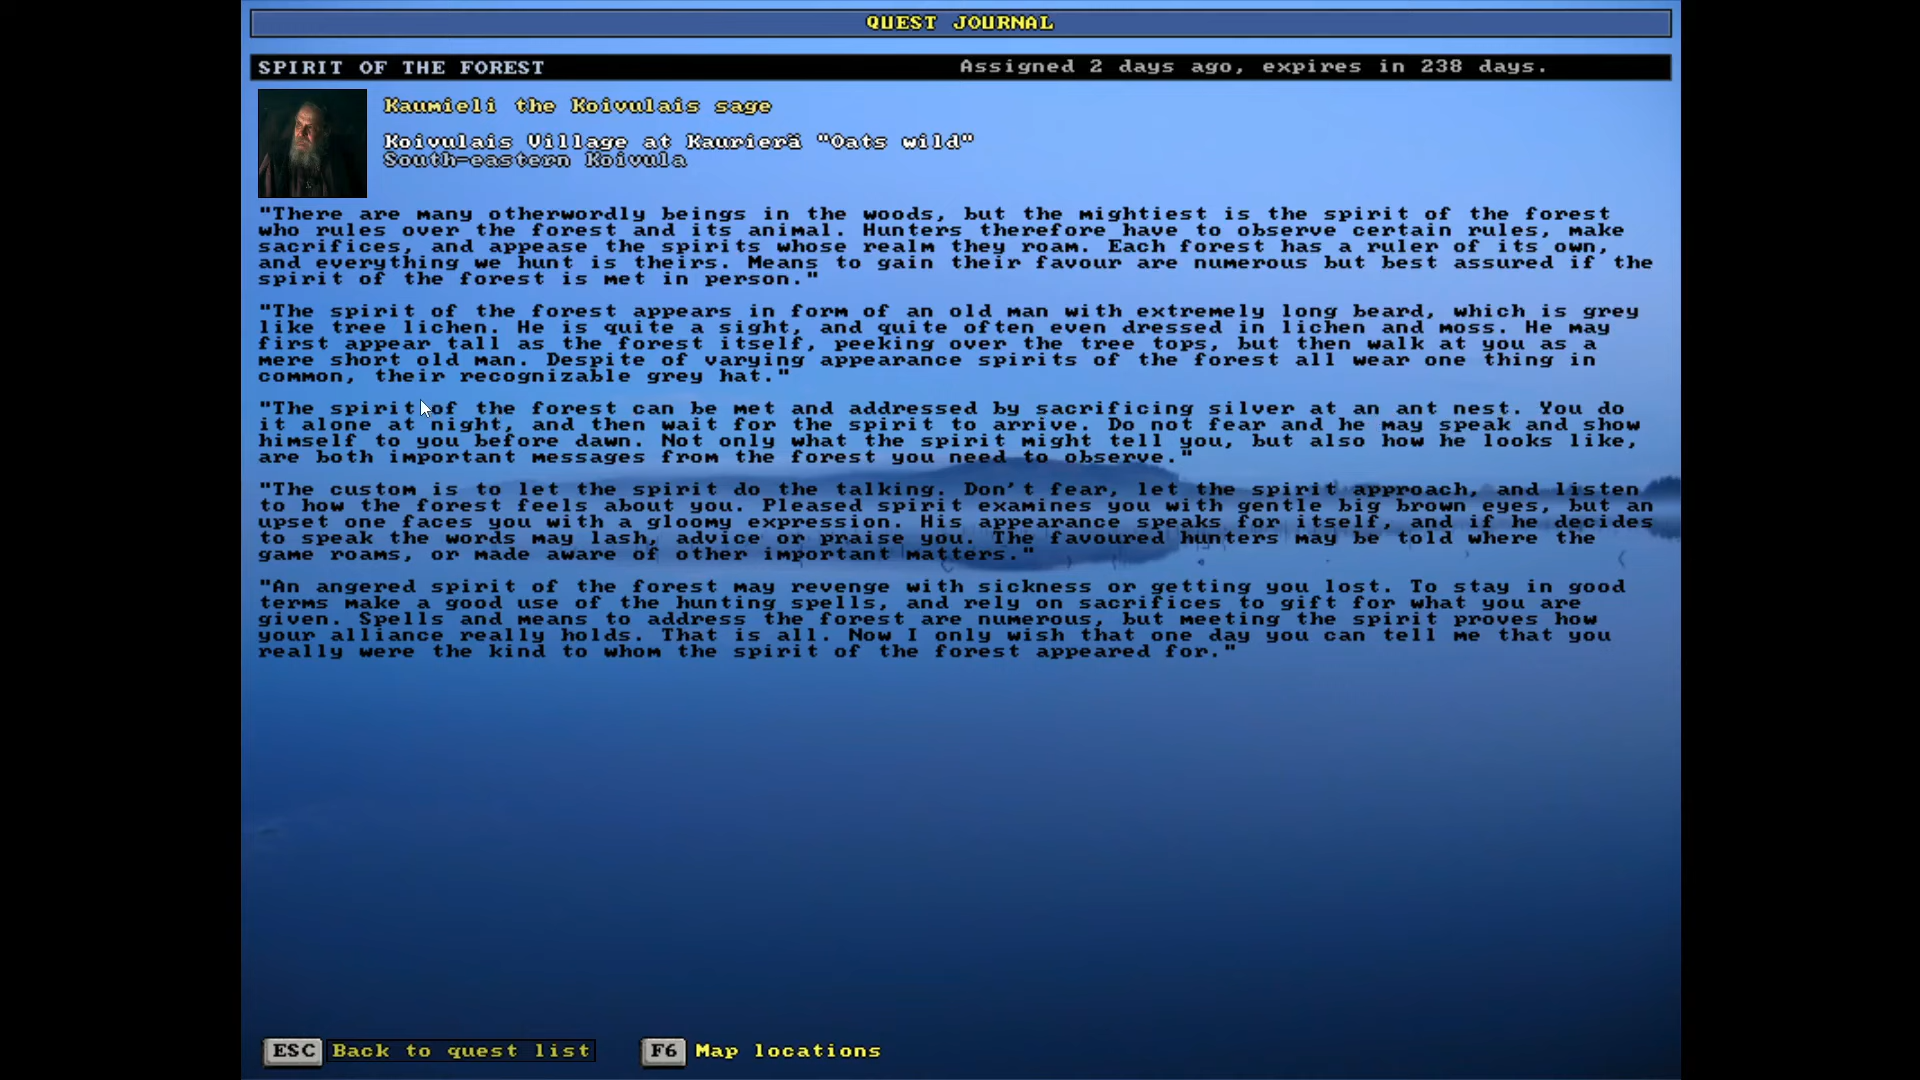 QUEST JOURNAL
SPIRIT OF THE FOREST Assigned 2 days ago, expires in 238 days.
Kaumieli the Koivulais sage
Koivulais Village at Kaurierä "Oats wild"
South-eastern Koivula
"There are many otherwordly beings in the woods, but the mightiest is the spirit of the forest
who rules over the forest and its animal. Hunters therefore have to observe certain rules, make
sacrifices, and appease the spirits whose realm they roam. Each forest has a ruler of its own,
and everything we hunt is theirs. Means to gain their favour are numerous but best assured if the
spirit of the forest is met in person."
"The spirit of the forest appears in form of an old man with extremely long beard, which is grey
like tree lichen. He is quite a sight, and quite often even dressed in lichen and moss. He may
first appear tall as the forest itself, peeking over the tree tops, but then walk at you as a
mere short old man. Despite of varying appearance spirits of the forest all wear one thing in
common, their recognizable grey hat."
"The spirit of the forest can be met and addressed by sacrificing silver at an ant nest. You do
it alone at night, and then wait for the spirit to arrive. Do not fear and he may speak and show
himself to you before dawn. Not only what the spirit might tell you, but also how he looks like,
are both important messages from the forest you need to observe."
"The custom is to let the spirit do the talking. Don't fear, let the spirit approach, and listen
to how the forest feels about you. Pleased spirit examines you with gentle big brown eyes, but an
upset one faces you with a gloomy expression. His appearance speaks for itself, and if he decides
to speak the words may lash, advice or praise you. The favoured hunters may be told where the
game roams, or made aware of other important matters."
"An angered spirit of the forest may revenge with sickness or getting you lost. To stay in good
terms make a good use of the hunting spells, and rely on sacrifices to gift for what you are
given. Spells and means to address the forest are numerous, but meeting the spirit proves how
your alliance really holds. That is all. Now I only wish that one day you can tell me that you
really were the kind to whom the spirit of the forest appeared for."
ESC Back to quest list F6 Map locations